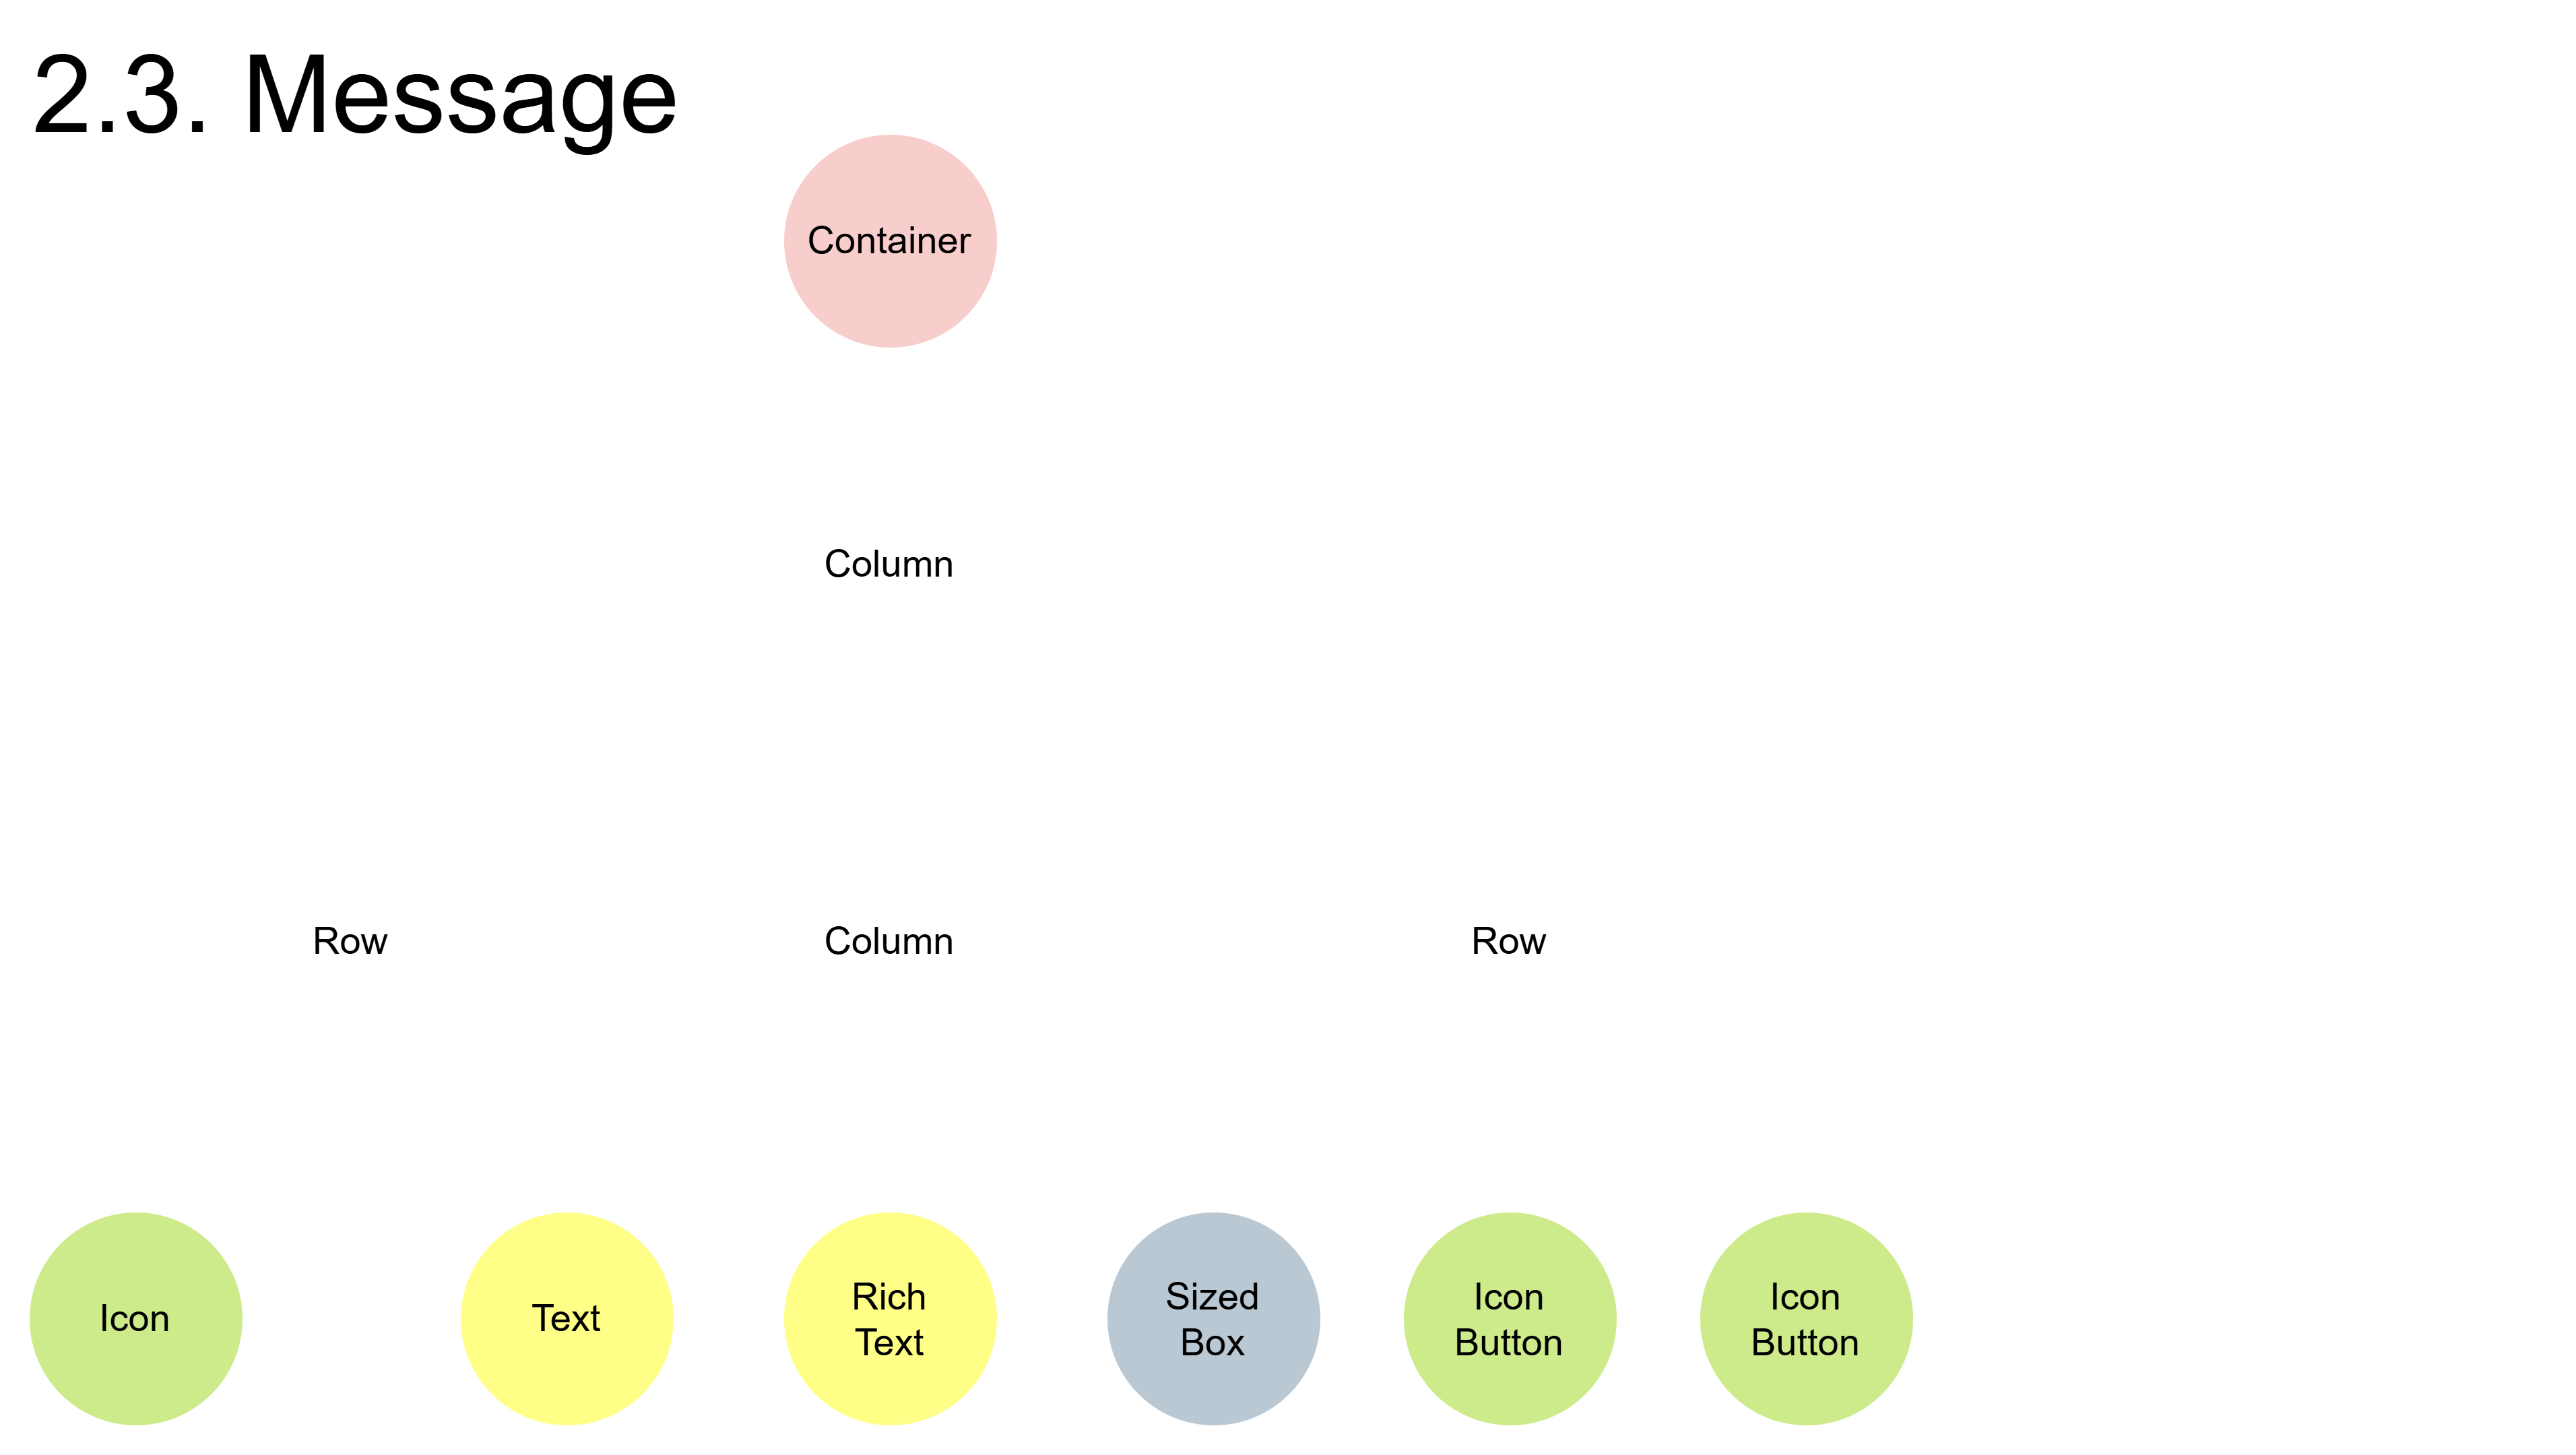 2.3. Message
Container
Column
Row
Column
Row
Icon
Text
Rich
Text
Sized
Box
Icon
Button
Icon
Button